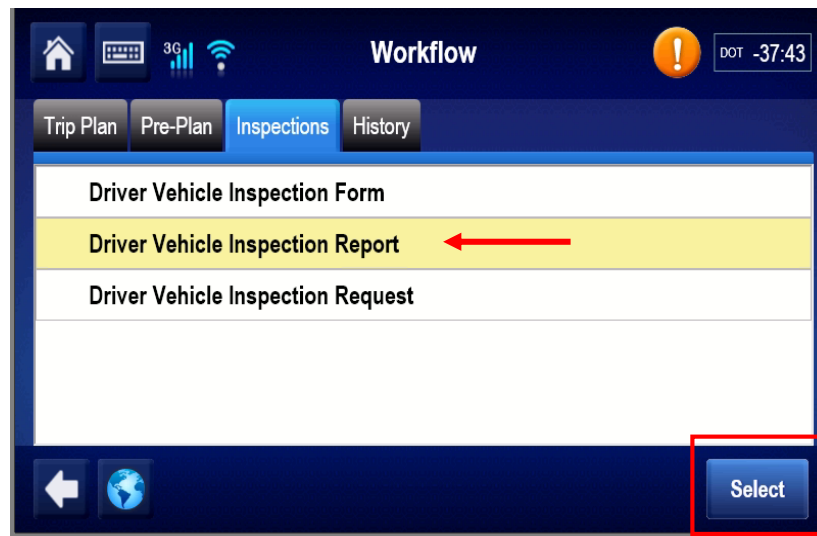 3G Workflow ! DOT -37:43
Trip Plan Pre-Plan Inspections History
Driver Vehicle Inspection Form
Driver Vehicle Inspection Report
Driver Vehicle Inspection Request
Select